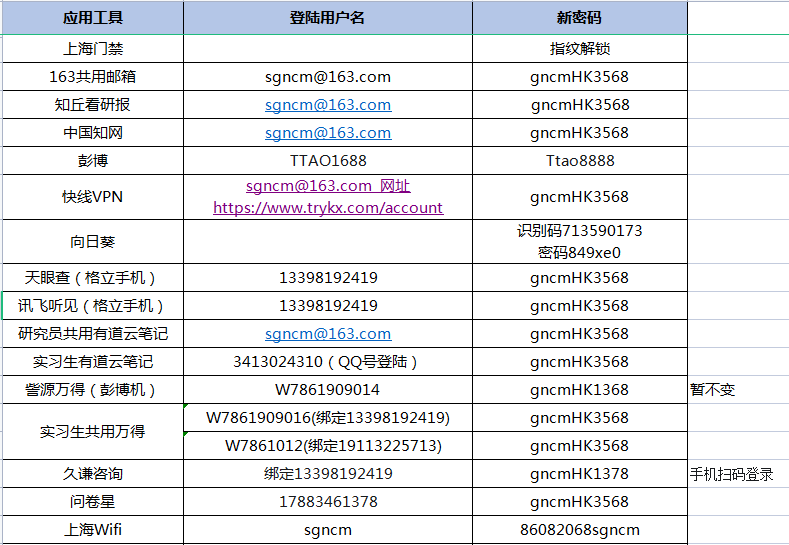 应用工具 登陆用户名 新密码
上海门禁 指纹解锁
163共用邮箱 sgncm@163.com gncmHK3568
知丘看研报 sgncm@163.com gncmHK3568
中国知网 sgncm@163.com gncmHK3568
彭博 TTAO1688 Ttao8888
快线VPN sgncm@163.com 网址 gncmHK3568
https://www.trykx.com/account
向日葵 识别码713590173
密码849xe0
天眼查（格立手机） 13398192419 gncmHK3568
讯飞听见（格立手机） 13398192419 gncmHK3568
研究员共用有道云笔记 sgncm@163.com gncmHK3568
实习生有道云笔记 3413024310（QQ号登陆） gncmHK3568
訾源万得（彭博机） W7861909014 gncmHK1368 暂不变
实习生共用万得 W7861909016(绑定13398192419) gncmHK3568
W7861012(绑定19113225713) gncmHK3568
久谦咨询 绑定13398192419 gncmHK1378 手机扫码登录
问卷星 17883461378 gncmHK3568
上海Wifi sgncm 86082068sgncm